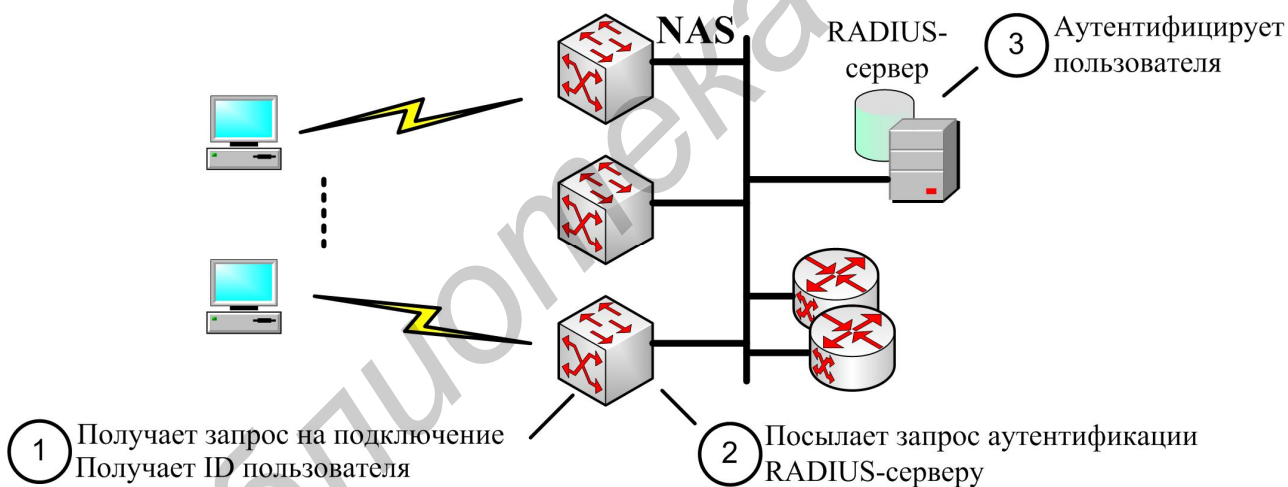 NAS
RADIUS-
сервер
3
Аутентифицирует
пользователя
1
Получает запрос на подключение
Получает ID пользователя
2
Посылает запрос аутентификации
RADIUS-серверу